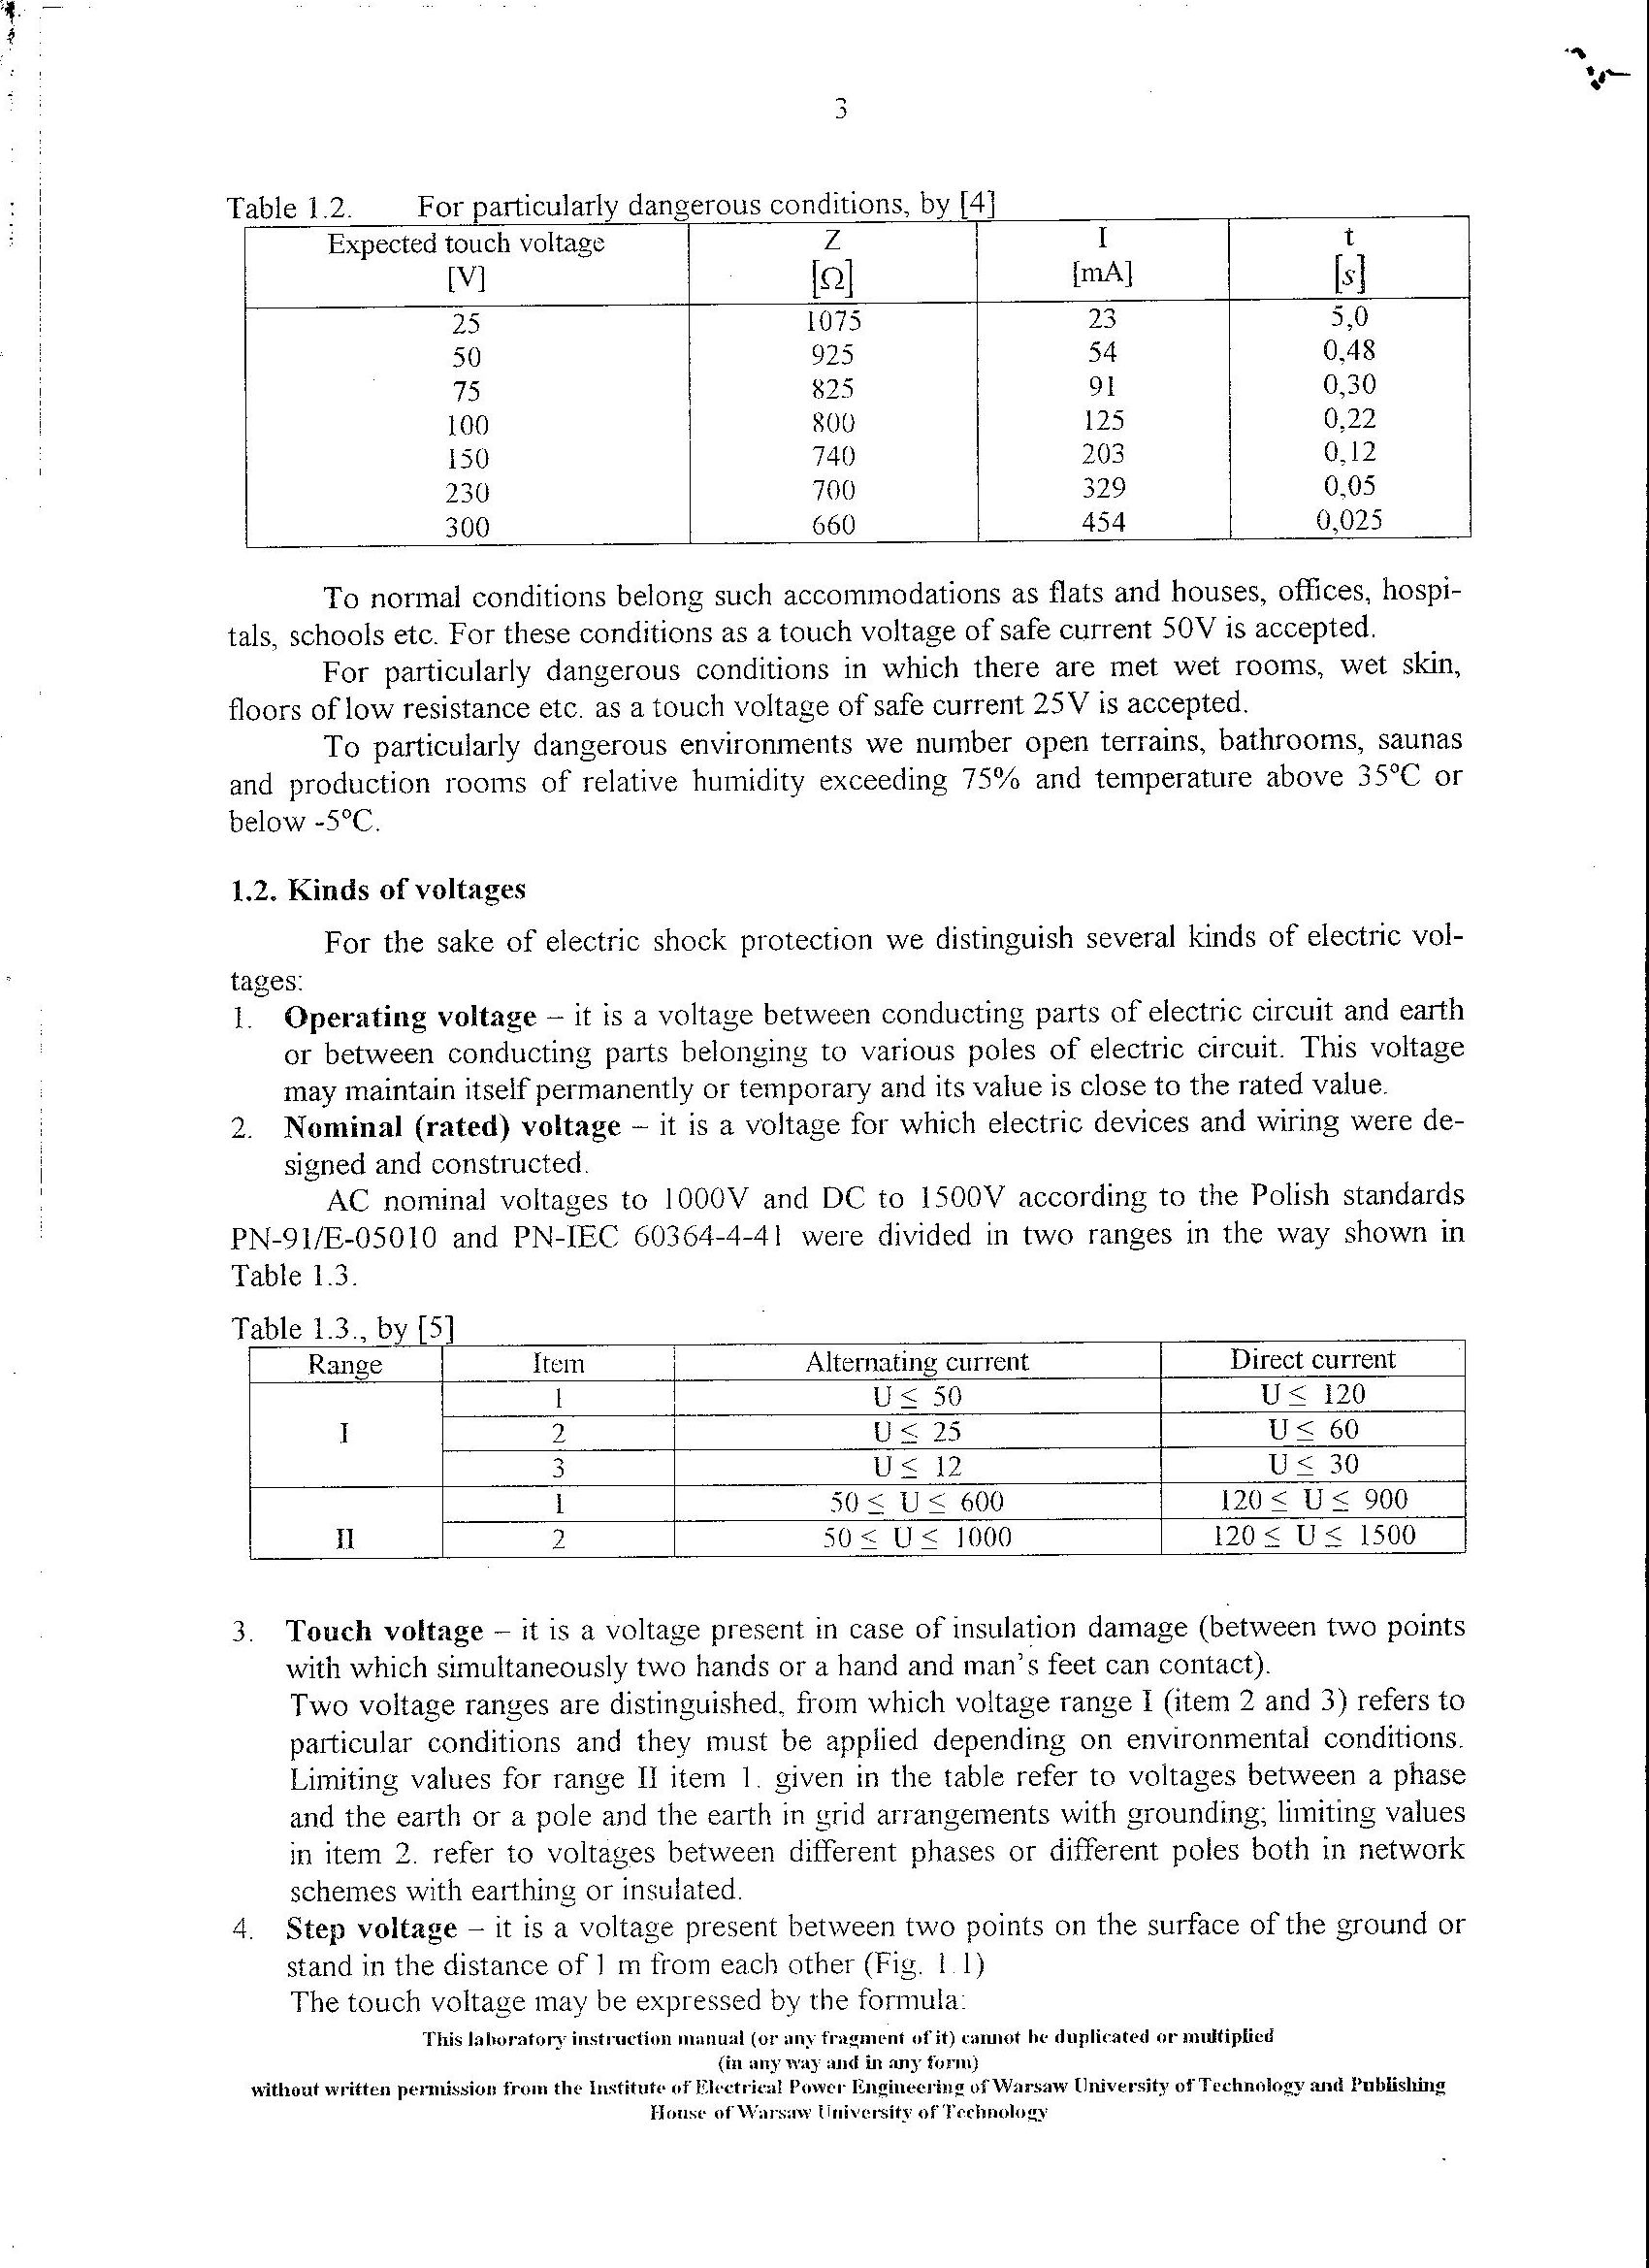 3
Table 1.2. For particularly dangerous conditions, by [4]
Expected touch voltage Z I t
[V] [Ω] [mA] [s]
25 1075 23 5,0
50 925 54 0,48
75 825 91 0,30
100 800 125 0,22
150 740 203 0,12
230 700 329 0,05
300 660 454 0,025
To normal conditions belong such accommodations as flats and houses, offices, hospi-
tals, schools etc. For these conditions as a touch voltage of safe current 50V is accepted.
For particularly dangerous conditions in which there are met wet rooms, wet skin,
floors of low resistance etc. as a touch voltage of safe current 25V is accepted.
To particularly dangerous environments we number open terrains, bathrooms, saunas
and production rooms of relative humidity exceeding 75% and temperature above 35°C or
below -5°C.
1.2. Kinds of voltages
For the sake of electric shock protection we distinguish several kinds of electric vol-
tages:
1. Operating voltage – it is a voltage between conducting parts of electric circuit and earth
or between conducting parts belonging to various poles of electric circuit. This voltage
may maintain itself permanently or temporary and its value is close to the rated value.
2. Nominal (rated) voltage – it is a voltage for which electric devices and wiring were de-
signed and constructed.
AC nominal voltages to 1000V and DC to 1500V according to the Polish standards
PN-91/E-05010 and PN-IEC 60364-4-41 were divided in two ranges in the way shown in
Table 1.3.
Table 1.3., by [5]
Range Item Alternating current Direct current
1 U ≤ 50 U ≤ 120
I 2 U ≤ 25 U ≤ 60
3 U ≤ 12 U ≤ 30
1 50 ≤ U ≤ 600 120 ≤ U ≤ 900
II 2 50 ≤ U ≤ 1000 120 ≤ U ≤ 1500
3. Touch voltage – it is a voltage present in case of insulation damage (between two points
with which simultaneously two hands or a hand and man's feet can contact).
Two voltage ranges are distinguished, from which voltage range I (item 2 and 3) refers to
particular conditions and they must be applied depending on environmental conditions.
Limiting values for range II item 1. given in the table refer to voltages between a phase
and the earth or a pole and the earth in grid arrangements with grounding; limiting values
in item 2. refer to voltages between different phases or different poles both in network
schemes with earthing or insulated.
4. Step voltage – it is a voltage present between two points on the surface of the ground or
stand in the distance of 1 m from each other (Fig. 1.1)
The touch voltage may be expressed by the formula:
This laboratory instruction manual (or any fragment of it) cannot be duplicated or multiplied
(in any way and in any form)
without written permission from the Institute of Electrical Power Engineering of Warsaw University of Technology and Publishing
House of Warsaw University of Technology